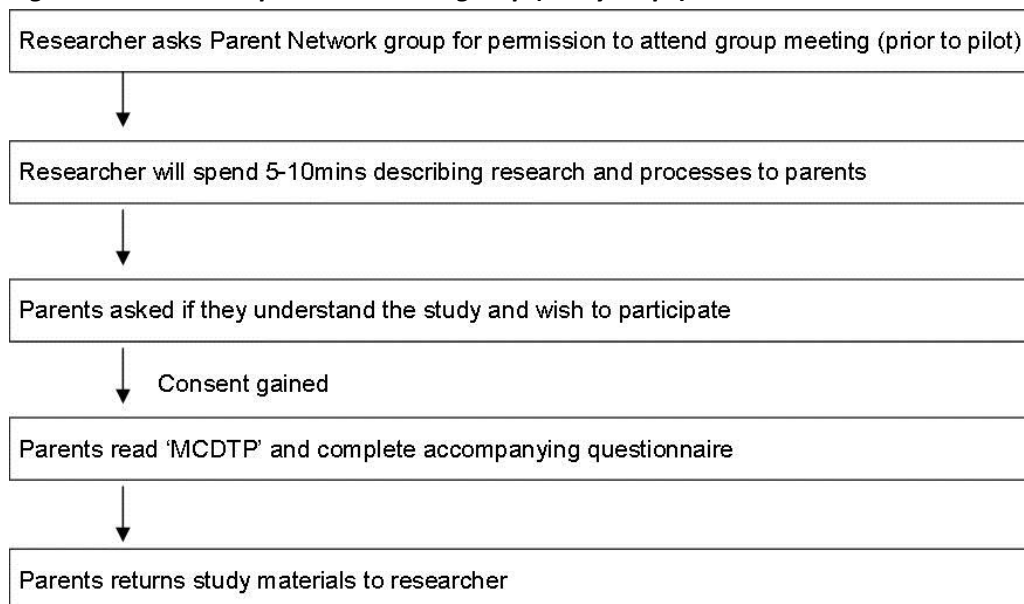 Researcher asks Parent Network group for permission to attend group meeting (prior to pilot)
Researcher will spend 5-10mins describing research and processes to parents
Parents asked if they understand the study and wish to participate
Consent gained
Parents read ‘MCDTP’ and complete accompanying questionnaire
Parents returns study materials to researcher